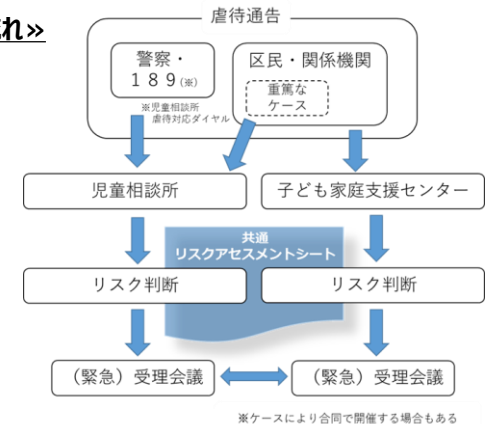 れ»
虐待通告
警察・
１８９(※)
※児童相談所
虐待対応ダイヤル
区民・関係機関
重篤な
ケース
児童相談所
子ども家庭支援センター
共通
リスクアセスメントシート
リスク判断
リスク判断
（緊急）受理会議
（緊急）受理会議
※ケースにより合同で開催する場合もある